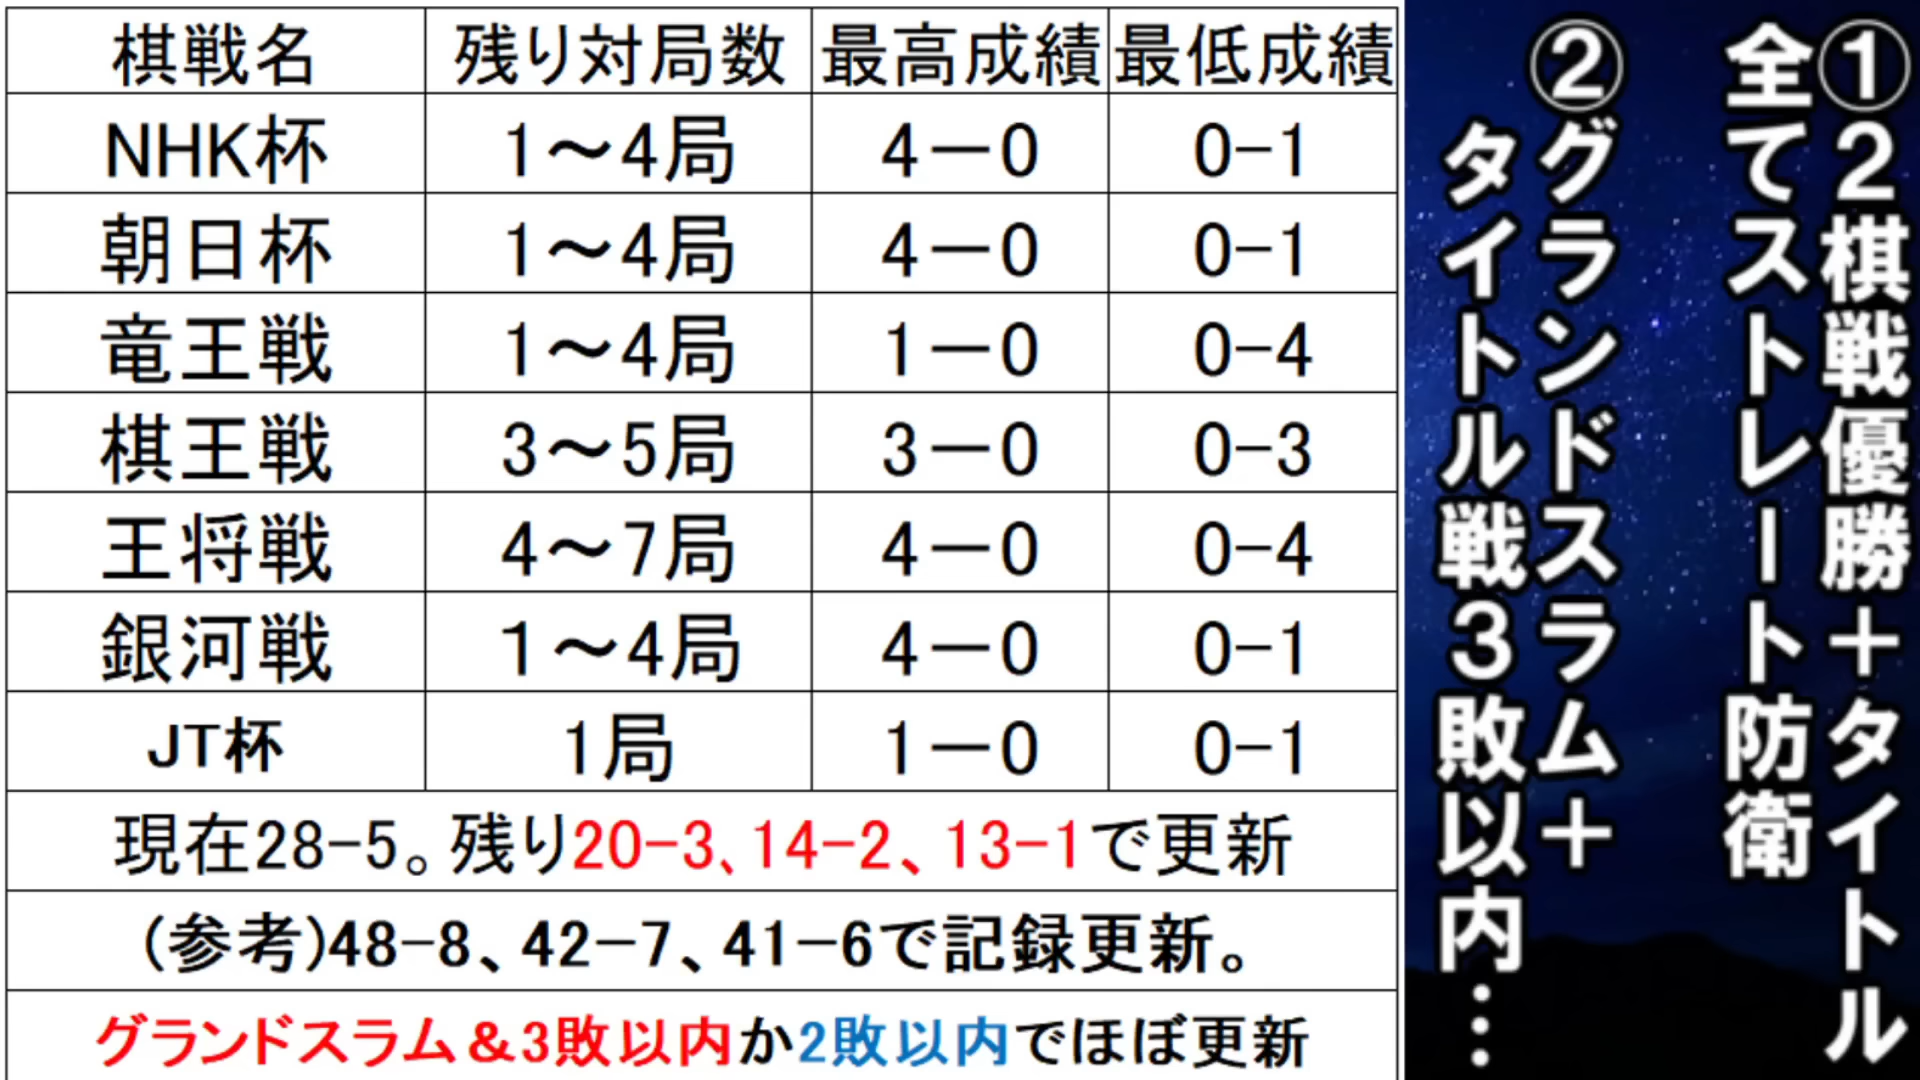 棋戦名 残り対局数 最高成績 最低成績
NHK杯 1～4局 4－0 0−1
朝日杯 1～4局 4－0 0−1
竜王戦 1～4局 1－0 0−4
棋王戦 3～5局 3－0 0−3
王将戦 4～7局 4－0 0−4
銀河戦 1～4局 4－0 0−1
JT杯 1局 1－0 0−1
現在28−5。残り20−3、14−2、13−1で更新
(参考)48−8、42−7、41−6で記録更新。
グランドスラム＆3敗以内か2敗以内でほぼ更新
①２棋戦優勝＋タイトル
全てストレート防衛
②グランドスラム＋
タイトル戦３敗以内…